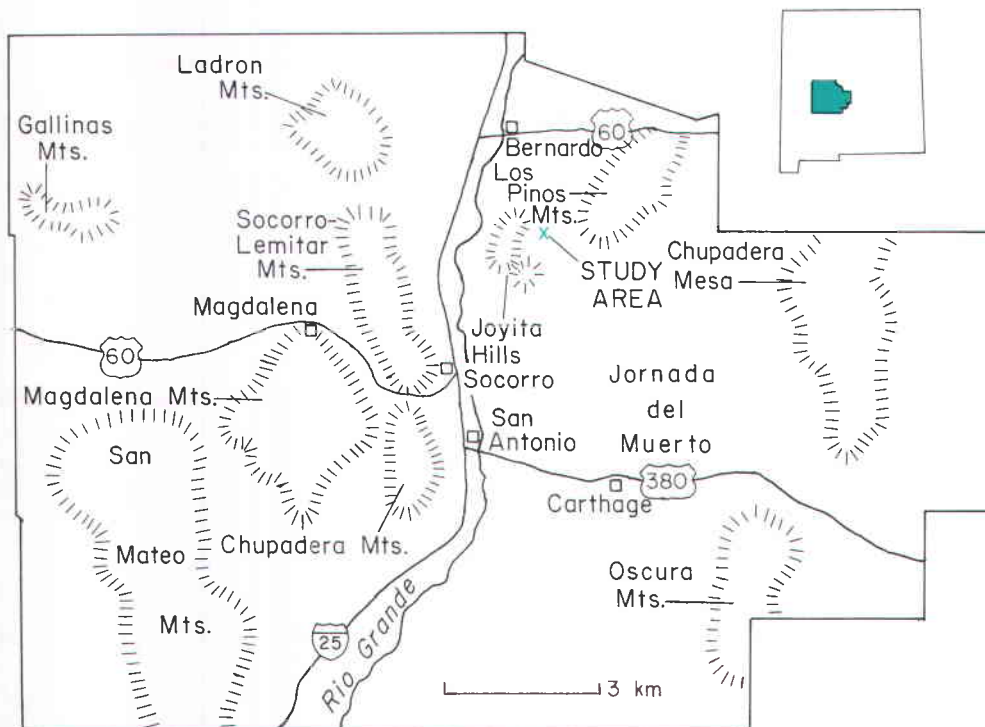 Ladron
Mts.
Gallinas
Mts.
60
Bernardo
Los
Pinos
Mts.
Socorro-
Lemitar
Mts.
STUDY
AREA
Chupadera
Mesa
Magdalena
Joyita
Hills
60
Socorro
Magdalena Mts.
Jornada
del
Muerto
San
Antonio
San
380
Carthage
Mateo
Chupadera Mts.
Oscura
Mts.
Mts.
25
Rio Grande
3 km